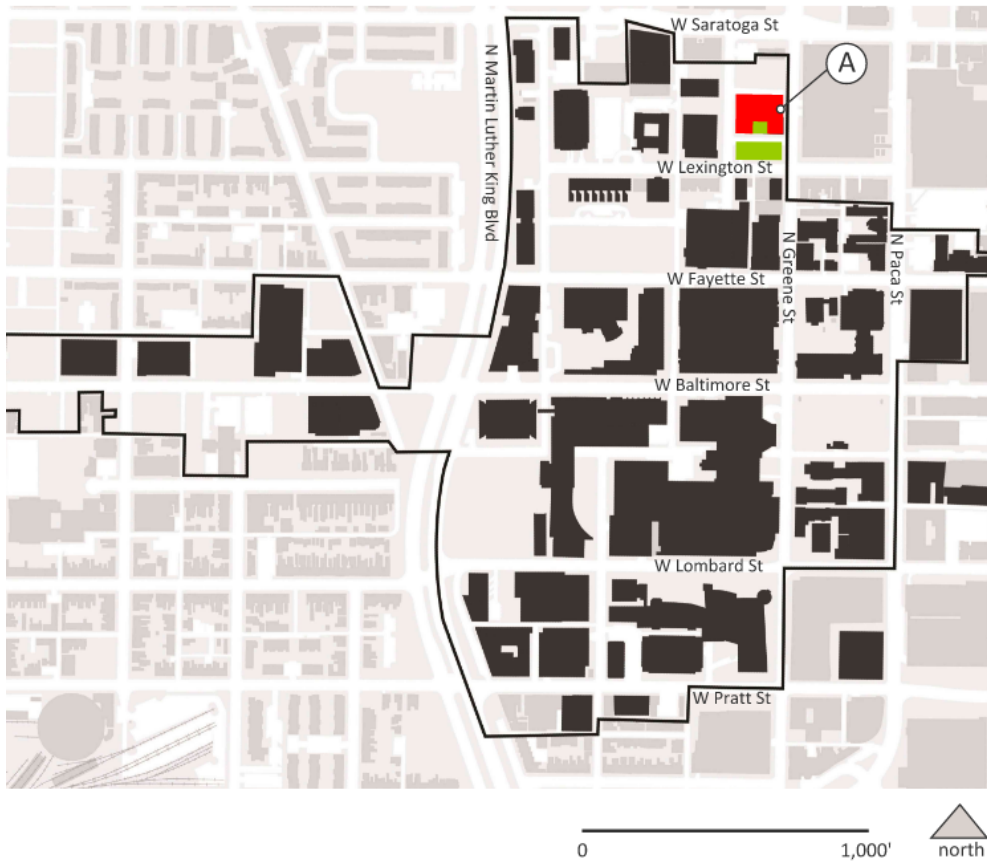 W Saratoga St
A
N Martin Luther King Blvd
W Lexington St
N Greene St
N Paca St
W Fayette St
W Baltimore St
W Lombard St
W Pratt St
0
1,000'
north